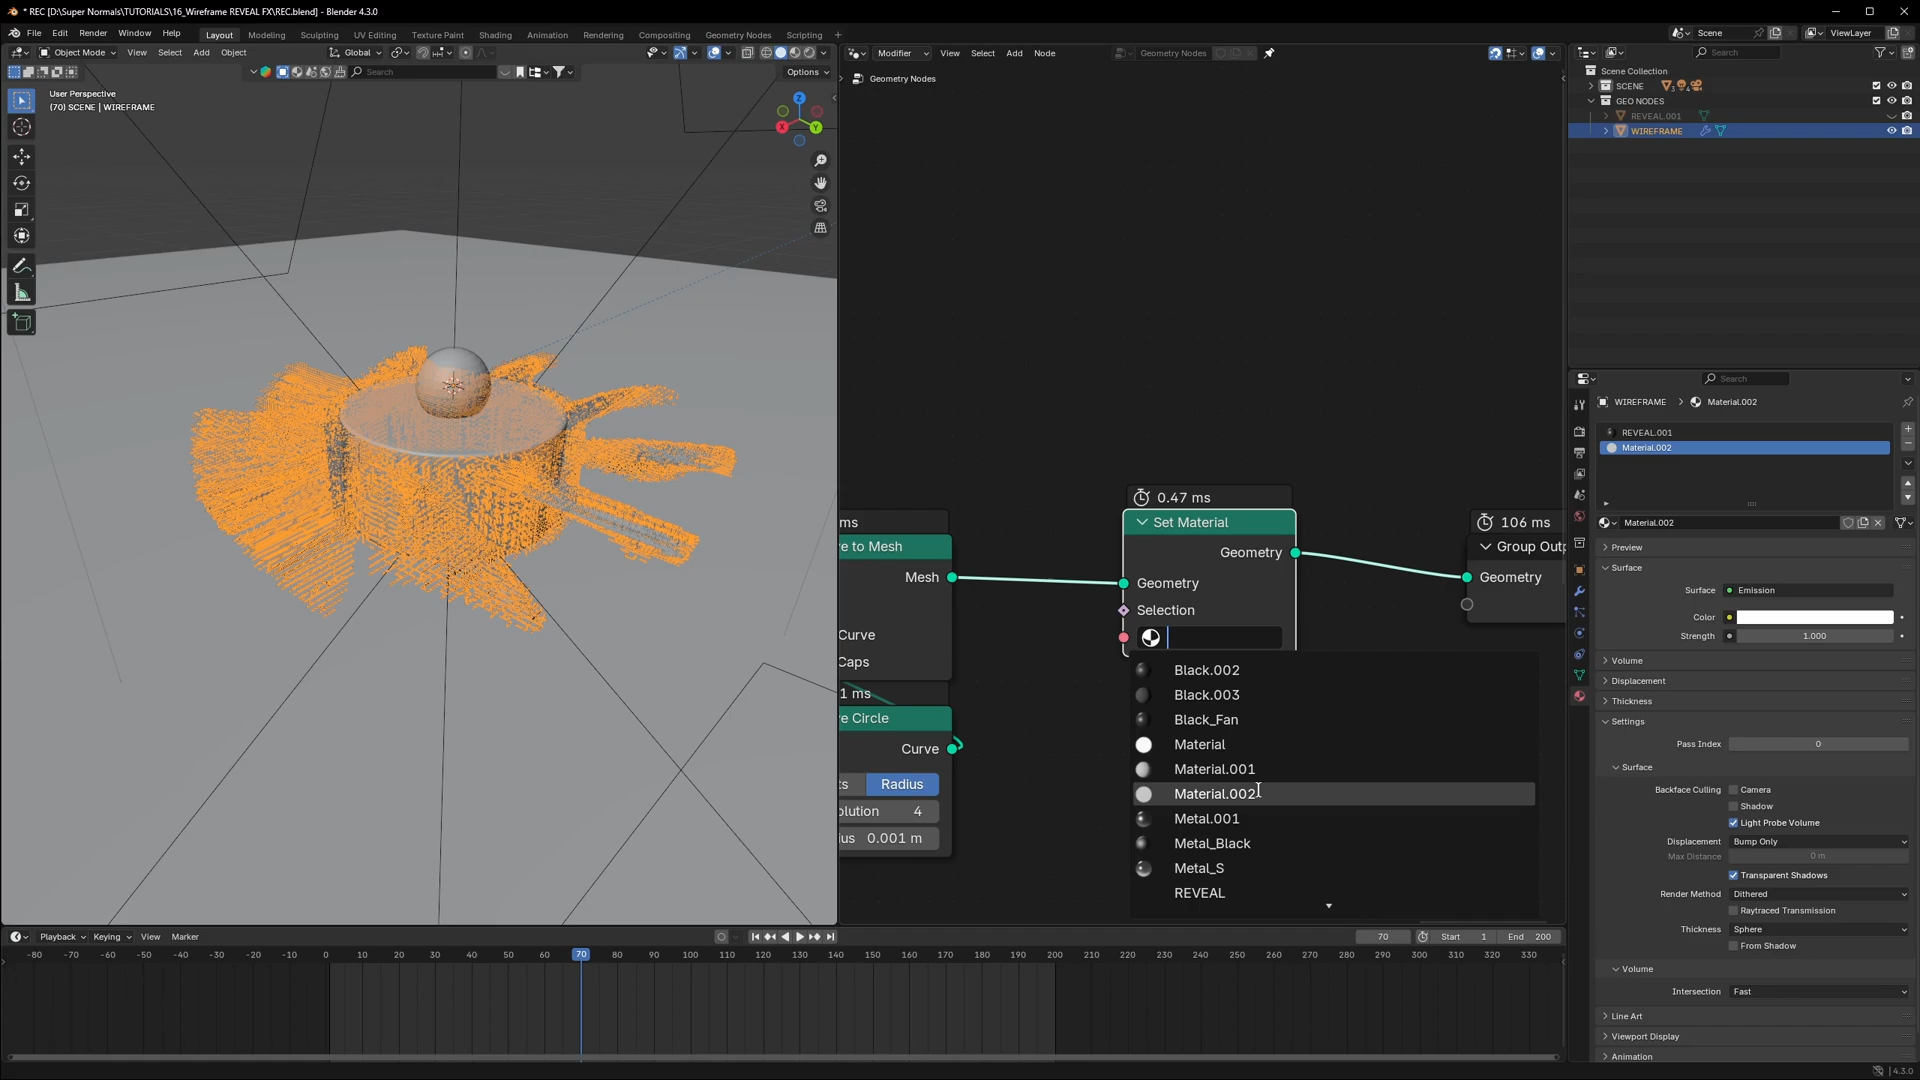 * REC [D:\Super Normals\TUTORIALS\16_Wireframe REVEAL FX\REC.blend] - Blender 4.3.0
File Edit Render Window Help Layout Modeling Sculpting UV Editing Texture Paint Shading Animation Rendering Compositing Geometry Nodes Scripting + Scene ViewLayer
Object Mode View Select Add Object Global
Modifier View Select Add Node Geometry Nodes
Search
Search
Options
Geometry Nodes
User Perspective
(70) SCENE | WIREFRAME
Z
X
Y
Scene Collection
SCENE 3 4
GEO NODES
REVEAL.001
WIREFRAME
Search
WIREFRAME > Material.002
REVEAL.001
Material.002
Material.002
Preview
Surface
Surface Emission
Color
Strength 1.000
Volume
Displacement
Thickness
Settings
Pass Index 0
Surface
Backface Culling Camera
Shadow
Light Probe Volume
Displacement Bump Only
Max Distance 0 m
Transparent Shadows
Render Method Dithered
Raytraced Transmission
Thickness Sphere
From Shadow
Volume
Intersection Fast
Line Art
Viewport Display
Animation
ms
e to Mesh
Mesh
Curve
Caps
1 ms
e Circle
Curve
ts Radius
olution 4
ius 0.001 m
0.47 ms
Set Material
Geometry
Geometry
Selection
Black.002
Black.003
Black_Fan
Material
Material.001
Material.002
Metal.001
Metal_Black
Metal_S
REVEAL
106 ms
Group Outp
Geometry
Playback Keying View Marker 70 Start 1 End 200
-80 -70 -60 -50 -40 -30 -20 -10 0 10 20 30 40 50 60 70 80 90 100 110 120 130 140 150 160 170 180 190 200 210 220 230 240 250 260 270 280 290 300 310 320 330
4.3.0